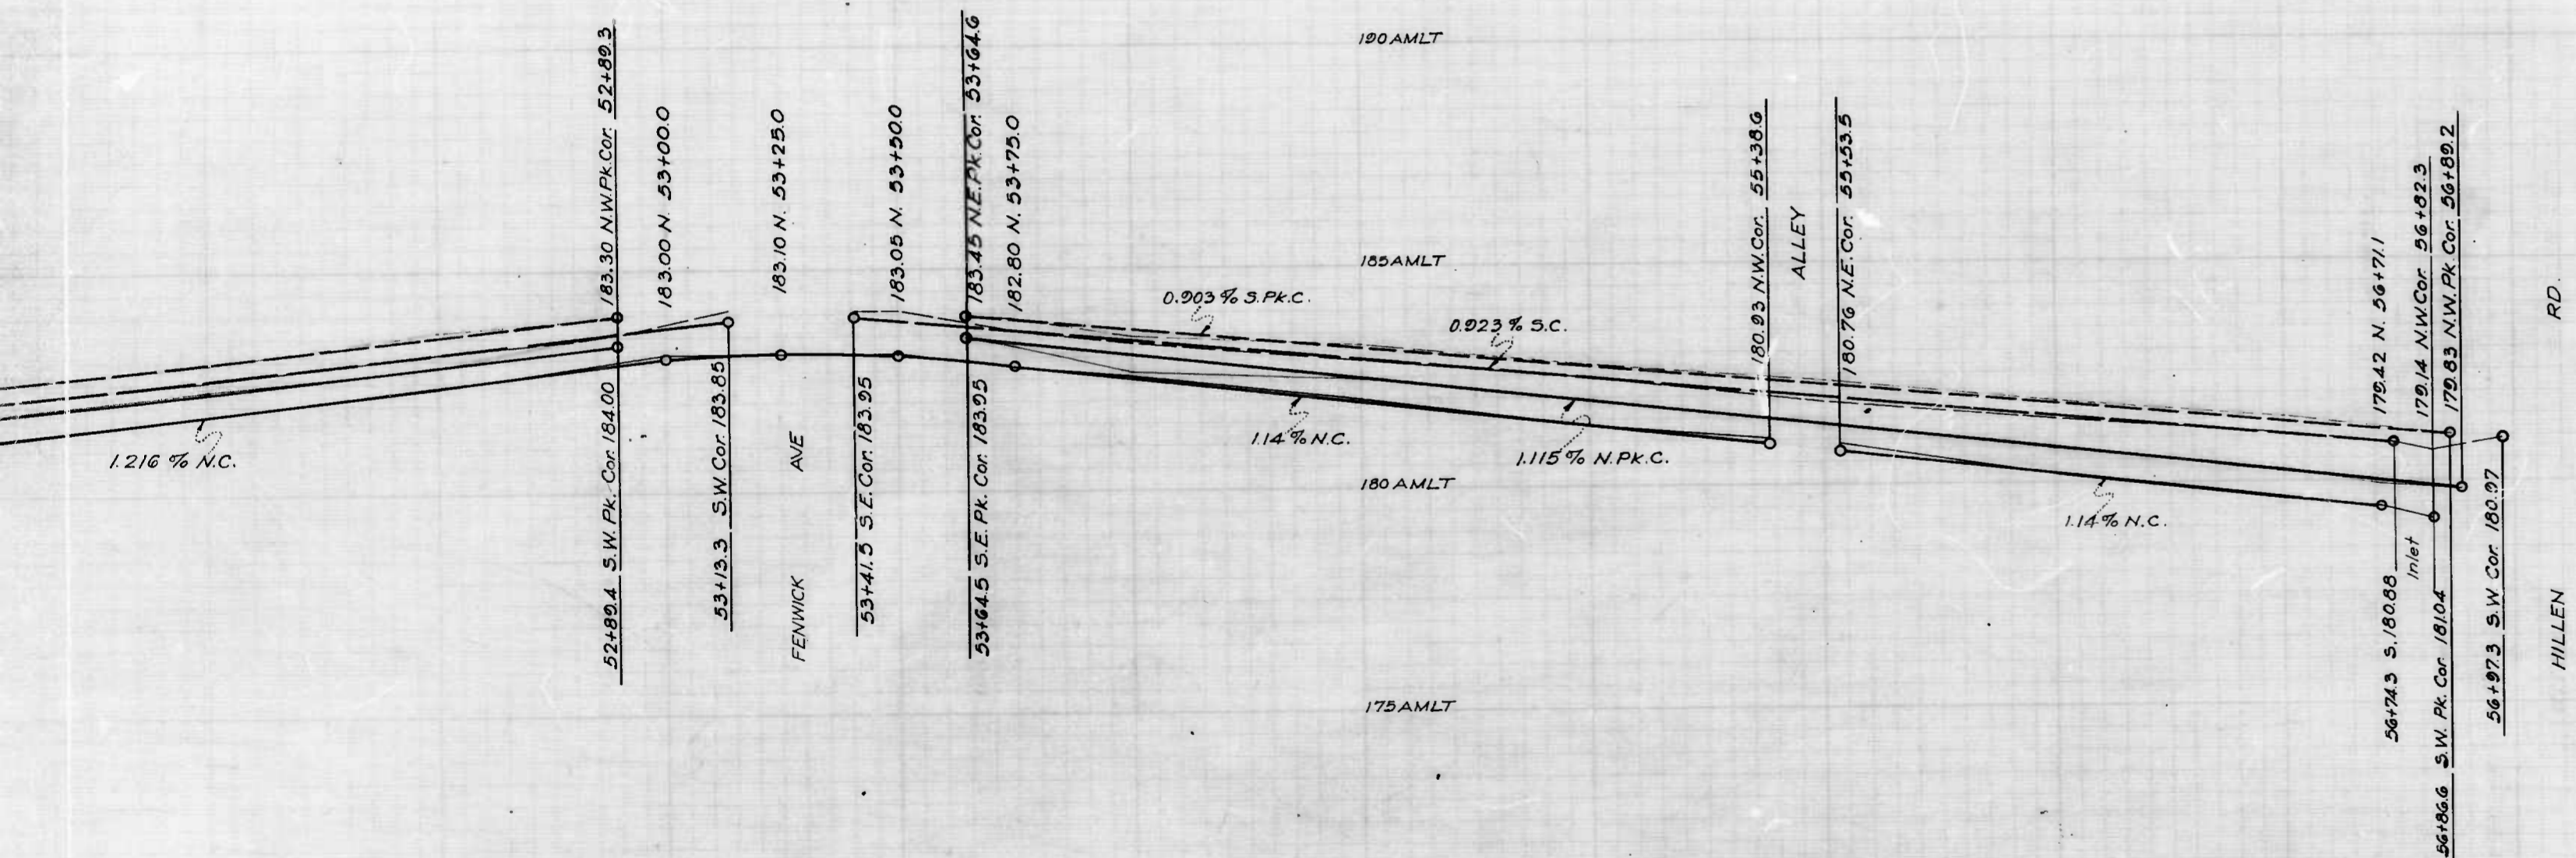 190 AMLT
185 AMLT
180 AMLT
175 AMLT
1.216 % N.C.
183.30 N.W.Pk.Cor. 52+89.3
52+89.4 S.W. Pk. Cor. 184.00
183.00 N. 53+00.0
53+13.3 S.W. Cor. 183.85
183.10 N. 53+25.0
FENWICK AVE
53+41.5 S.E. Cor. 183.95
183.05 N. 53+50.0
183.45 N.E.Pk.Cor. 53+64.6
53+64.5 S.E. Pk. Cor. 183.95
182.80 N. 53+75.0
0.903 % S.Pk.C.
0.923 % S.C.
1.14 % N.C.
1.115 % N.Pk.C.
180.93 N.W.Cor. 55+38.6
ALLEY
180.76 N.E.Cor. 55+53.5
1.14 % N.C.
179.42 N. 56+71.1
56+74.3 S. 180.88
Inlet
179.14 N.W.Cor. 56+82.3
56+86.6 S.W. Pk. Cor. 181.04
179.83 N.W.Pk.Cor. 56+89.2
56+97.3 S.W Cor. 180.97
HILLEN RD.